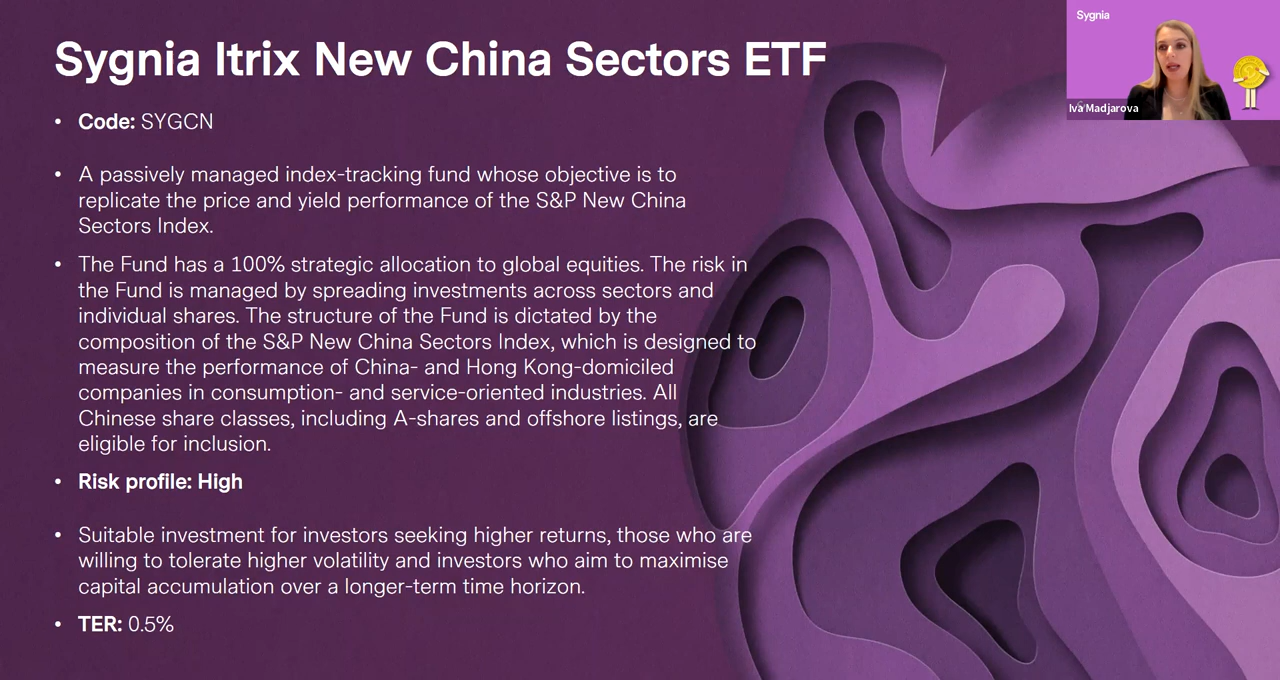 Sygnia Itrix New China Sectors ETF
Sygnia
Iva Madjarova
• Code: SYGCN
• A passively managed index-tracking fund whose objective is to
replicate the price and yield performance of the S&P New China
Sectors Index.
• The Fund has a 100% strategic allocation to global equities. The risk in
the Fund is managed by spreading investments across sectors and
individual shares. The structure of the Fund is dictated by the
composition of the S&P New China Sectors Index, which is designed to
measure the performance of China- and Hong Kong-domiciled
companies in consumption- and service-oriented industries. All
Chinese share classes, including A-shares and offshore listings, are
eligible for inclusion.
• Risk profile: High
• Suitable investment for investors seeking higher returns, those who are
willing to tolerate higher volatility and investors who aim to maximise
capital accumulation over a longer-term time horizon.
• TER: 0.5%